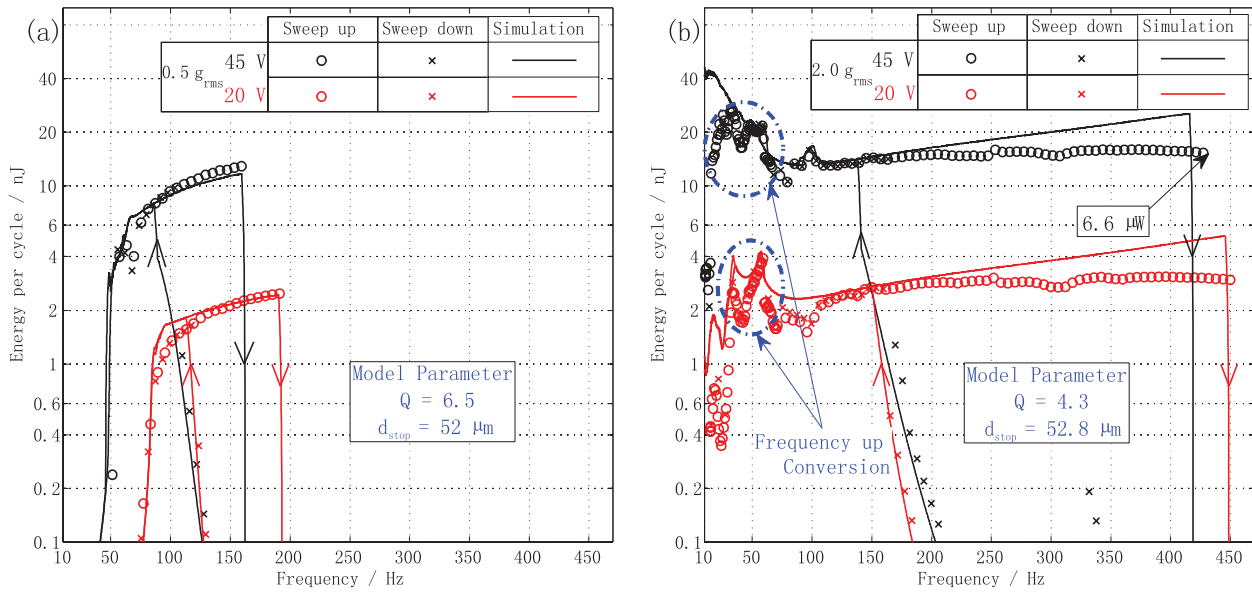 (a)
Sweep up Sweep down Simulation
0.5 g_rms 45 V
20 V
Energy per cycle / nJ
40
20
10
6
4
2
1
0.6
0.4
0.2
0.1
Model Parameter
Q = 6.5
d_stop = 52 μm
10 50 100 150 200 250 300 350 400 450
Frequency / Hz
(b)
Sweep up Sweep down Simulation
2.0 g_rms 45 V
20 V
Energy per cycle / nJ
40
20
10
6
4
2
1
0.6
0.4
0.2
0.1
6.6 μW
Model Parameter
Q = 4.3
d_stop = 52.8 μm
Frequency up
Conversion
10 50 100 150 200 250 300 350 400 450
Frequency / Hz